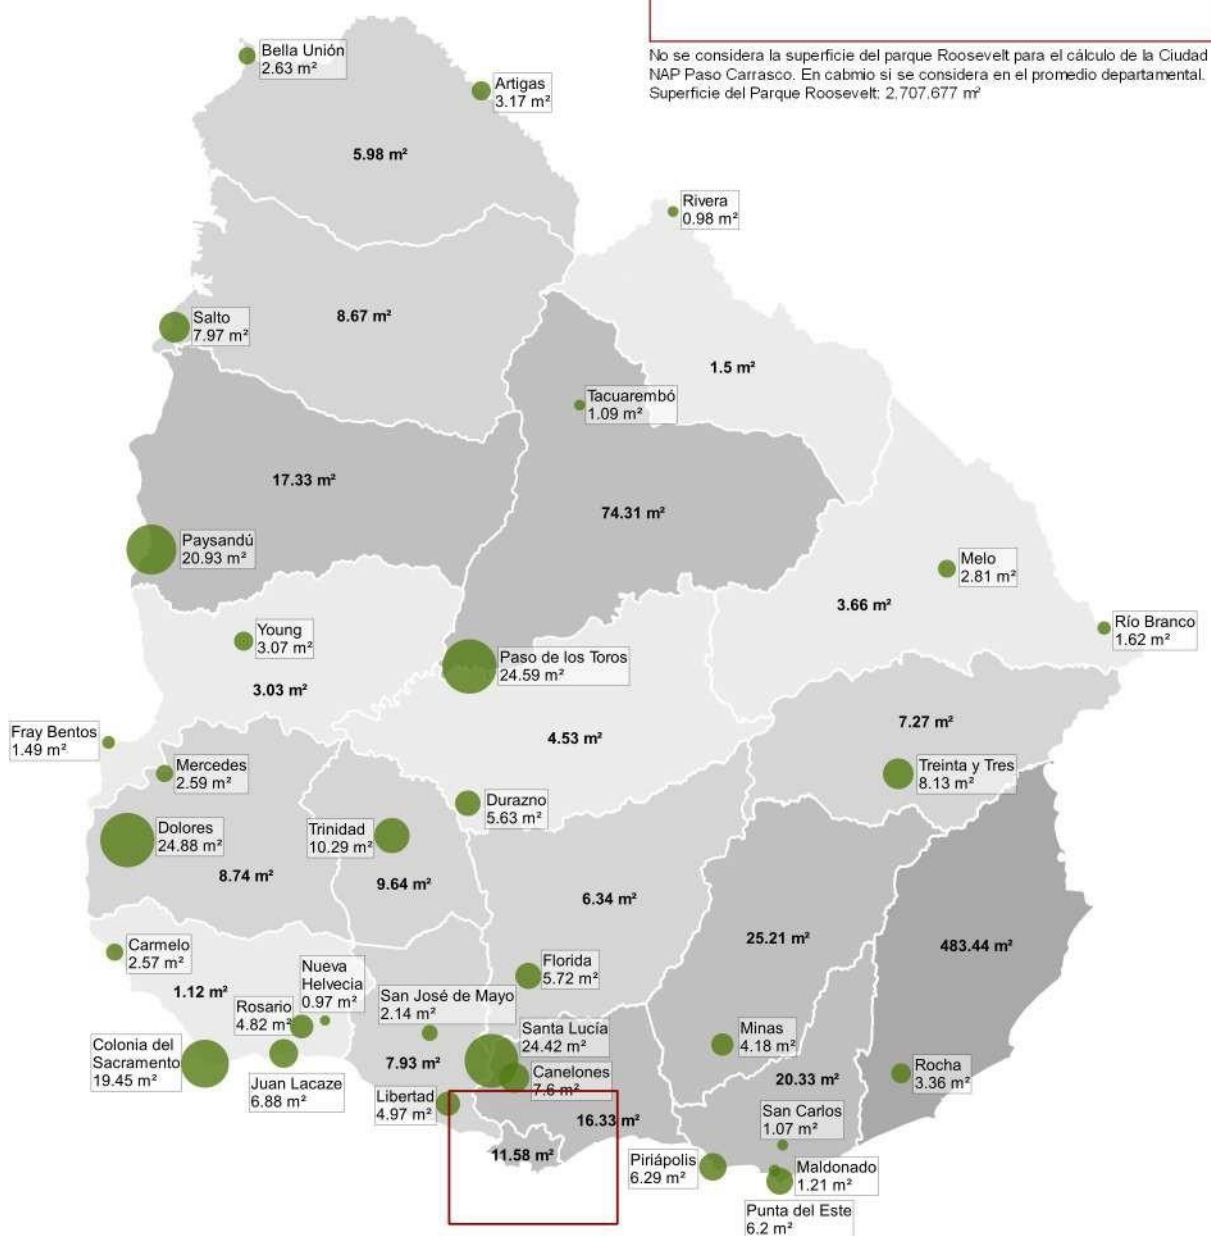 No se considera la superficie del parque Roosevelt para el cálculo de la Ciudad
NAP Paso Carrasco. En cabmio si se considera en el promedio departamental.
Superficie del Parque Roosevelt: 2.707.677 m²
Bella Unión
2.63 m²
Artigas
3.17 m²
5.98 m²
Rivera
0.98 m²
Salto
7.97 m²
8.67 m²
1.5 m²
Tacuarembó
1.09 m²
17.33 m²
74.31 m²
Paysandú
20.93 m²
Melo
2.81 m²
3.66 m²
Río Branco
1.62 m²
Young
3.07 m²
3.03 m²
Paso de los Toros
24.59 m²
Fray Bentos
1.49 m²
4.53 m²
7.27 m²
Mercedes
2.59 m²
Treinta y Tres
8.13 m²
Durazno
5.63 m²
Dolores
24.88 m²
Trinidad
10.29 m²
8.74 m²
9.64 m²
6.34 m²
25.21 m²
483.44 m²
Carmelo
2.57 m²
1.12 m²
Nueva
Helvecia
0.97 m²
Florida
5.72 m²
Rosario
4.82 m²
San José de Mayo
2.14 m²
Colonia del
Sacramento
19.45 m²
Juan Lacaze
6.88 m²
7.93 m²
Santa Lucía
24.42 m²
Canelones
7.6 m²
Minas
4.18 m²
Rocha
3.36 m²
20.33 m²
Libertad
4.97 m²
16.33 m²
San Carlos
1.07 m²
11.58 m²
Piriápolis
6.29 m²
Maldonado
1.21 m²
Punta del Este
6.2 m²